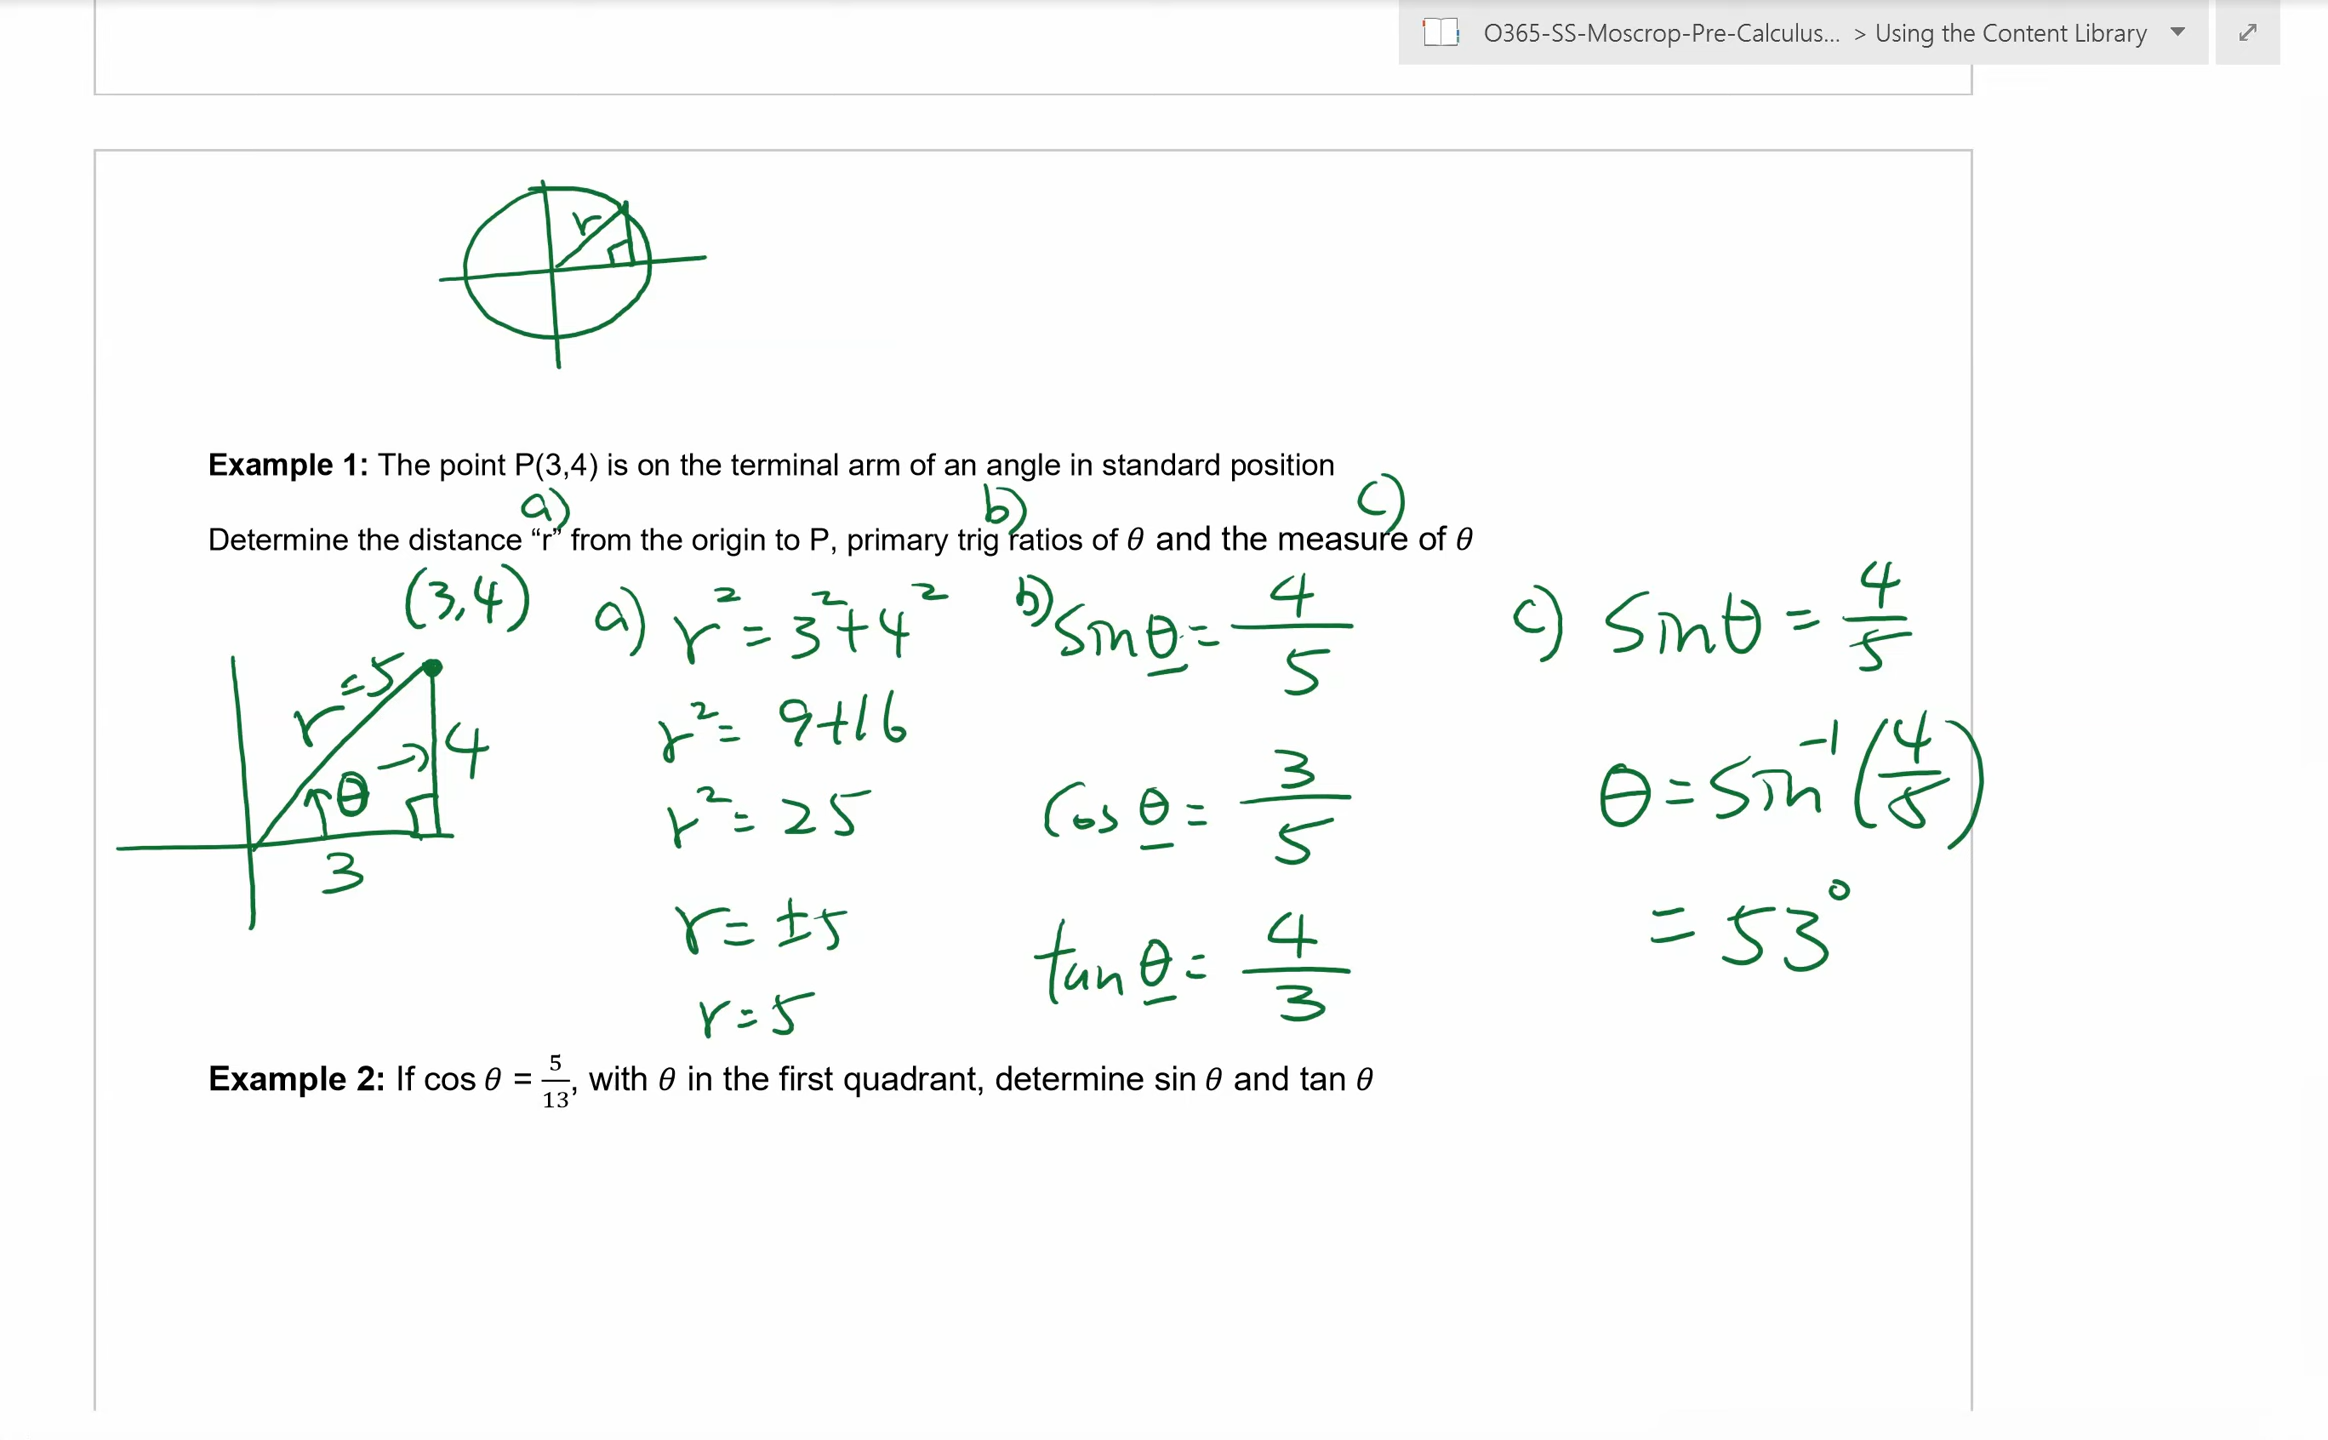 O365-SS-Moscrop-Pre-Calculus... > Using the Content Library
r
Example 1: The point P(3,4) is on the terminal arm of an angle in standard position
a) b) c)
Determine the distance “r” from the origin to P, primary trig ratios of θ and the measure of θ
(3,4)
r=5
θ → 4
3
a) r² = 3²+4²
r² = 9+16
r² = 25
r = ±5
r=5
b) sinθ = 4/5
cos θ = 3/5
tan θ = 4/3
c) sinθ = 4/5
θ = sin⁻¹(4/5)
= 53°
Example 2: If cos θ = 5/13, with θ in the first quadrant, determine sin θ and tan θ